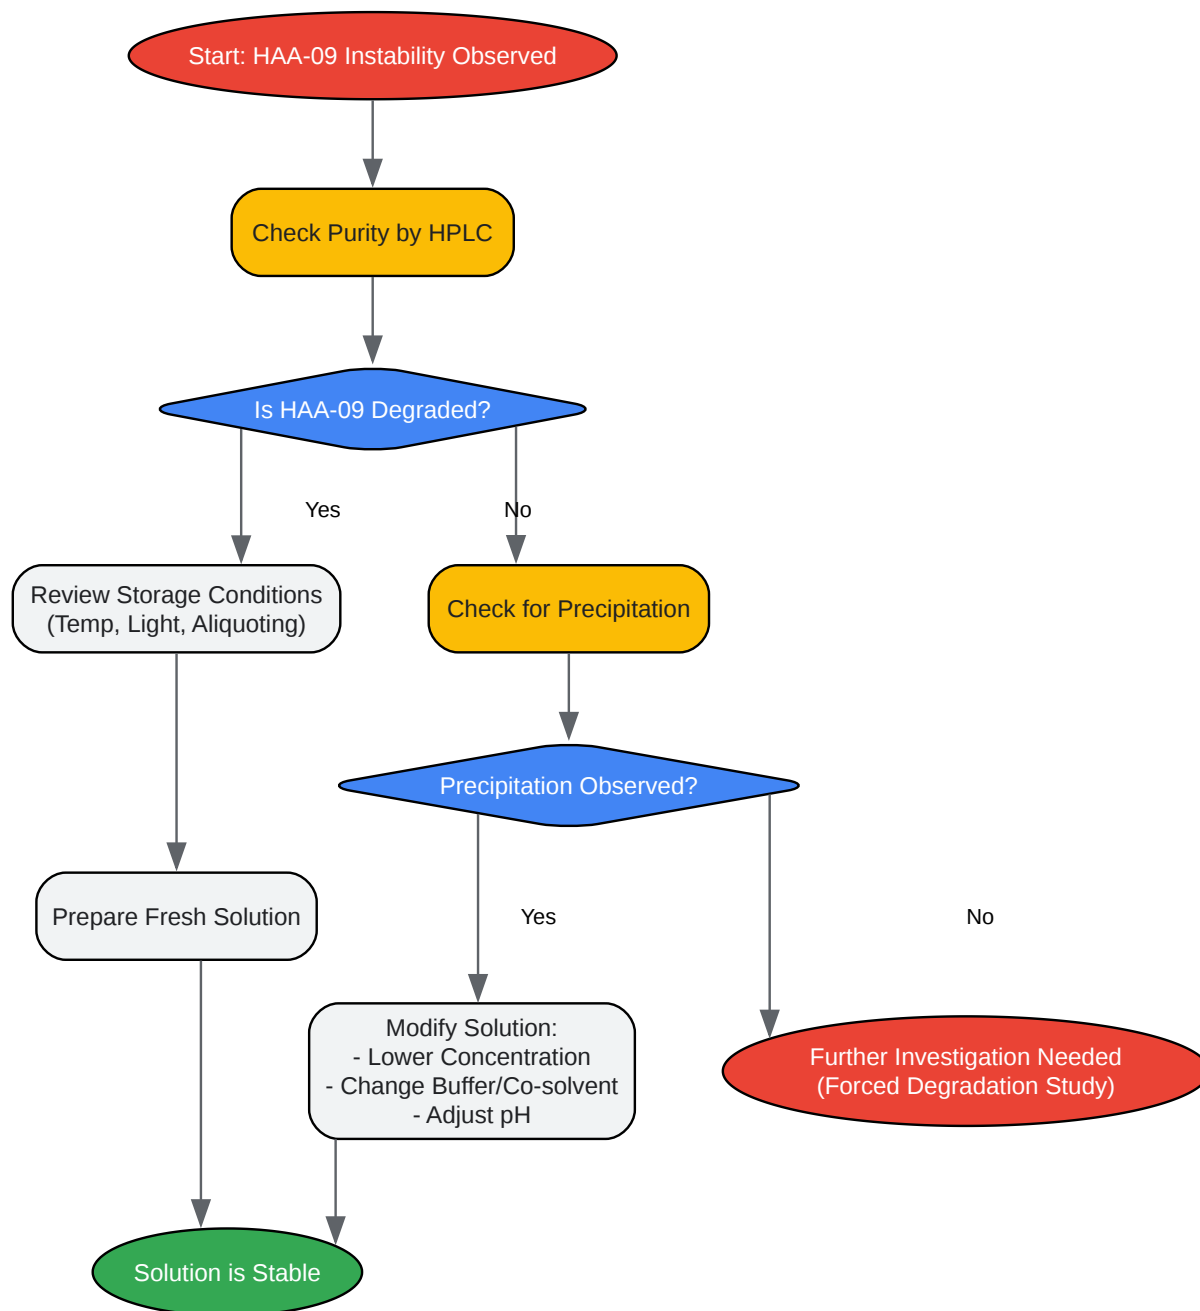 Start: HAA-09 Instability Observed
Check Purity by HPLC
Is HAA-09 Degraded?
Yes
No
Review Storage Conditions
(Temp, Light, Aliquoting)
Check for Precipitation
Precipitation Observed?
Prepare Fresh Solution
Yes
No
Modify Solution:
- Lower Concentration
- Change Buffer/Co-solvent
- Adjust pH
Further Investigation Needed
(Forced Degradation Study)
Solution is Stable